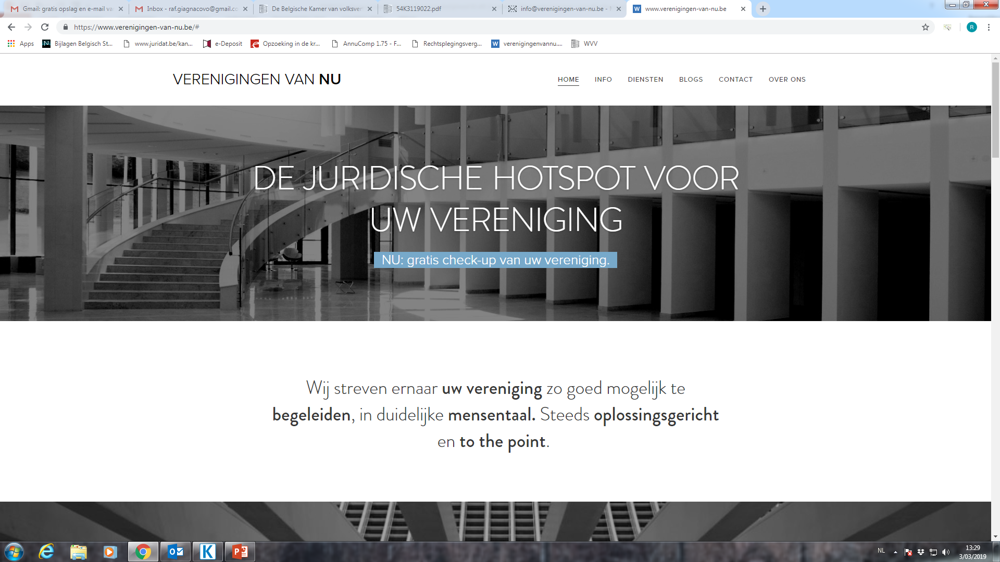 Gmail: gratis opslag en e-mail va
Inbox - raf.giagnacovo@gmail.cc
De Belgische Kamer van volksver
54K3119022.pdf
info@verenigingen-van-nu.be -
www.verenigingen-van-nu.be
https://www.verenigingen-van-nu.be/#
R
Apps
Bijlagen Belgisch St...
www.juridat.be/kan...
e-Deposit
Opzoeking in de kr...
AnnuComp 1.75 - F...
Rechtsplegingsverg...
verenigingenvannu....
WVV
VERENIGINGEN VAN NU
HOME
INFO
DIENSTEN
BLOGS
CONTACT
OVER ONS
DE JURIDISCHE HOTSPOT VOOR
UW VERENIGING
NU: gratis check-up van uw vereniging.
Wij streven ernaar uw vereniging zo goed mogelijk te
begeleiden, in duidelijke mensentaal. Steeds oplossingsgericht
en to the point.
NL
13:29
3/03/2019